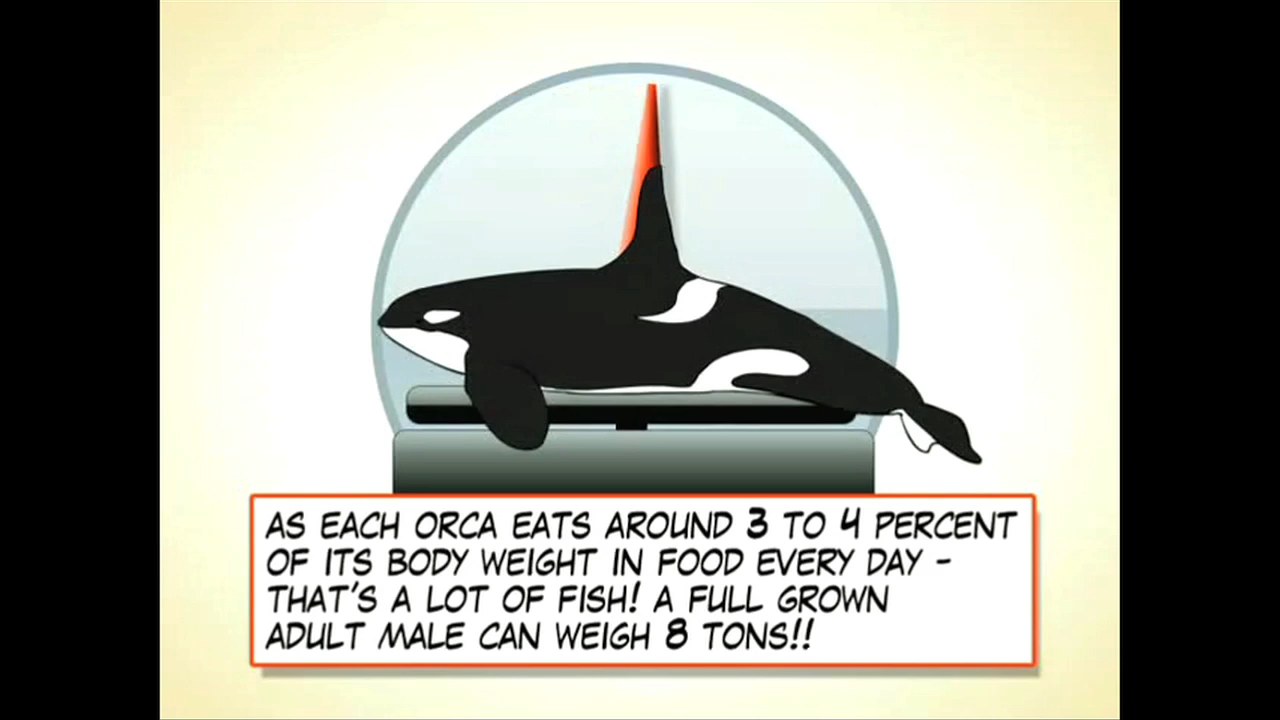 AS EACH ORCA EATS AROUND 3 TO 4 PERCENT
OF ITS BODY WEIGHT IN FOOD EVERY DAY -
THAT'S A LOT OF FISH! A FULL GROWN
ADULT MALE CAN WEIGH 8 TONS!!